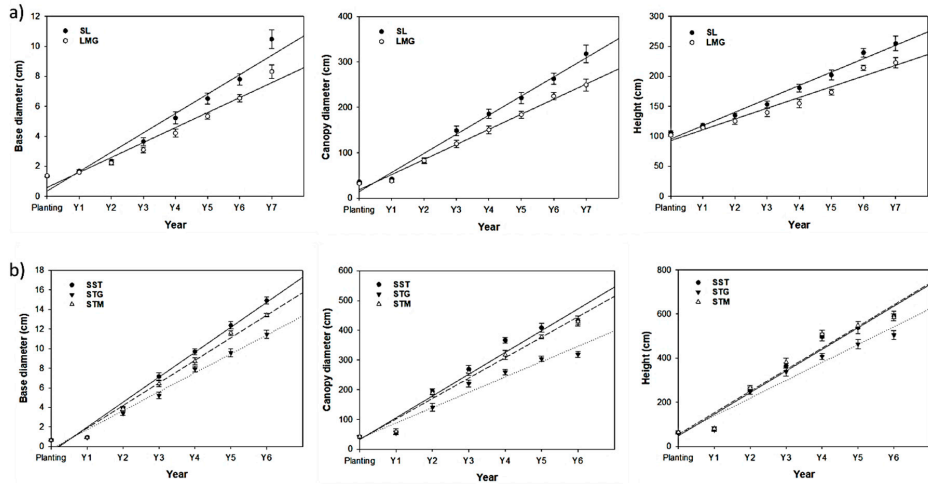 a)
12
10
8
6
4
2
0
Base diameter (cm)
SL
LMG
Planting Y1 Y2 Y3 Y4 Y5 Y6 Y7
Year
400
300
200
100
0
Canopy diameter (cm)
SL
LMG
Planting Y1 Y2 Y3 Y4 Y5 Y6 Y7
Year
300
250
200
150
100
50
0
Height (cm)
SL
LMG
Planting Y1 Y2 Y3 Y4 Y5 Y6 Y7
Year
b)
18
16
14
12
10
8
6
4
2
0
Base diameter (cm)
SST
STG
STM
Planting Y1 Y2 Y3 Y4 Y5 Y6
Year
600
500
400
300
200
100
0
Canopy diameter (cm)
SST
STG
STM
Planting Y1 Y2 Y3 Y4 Y5 Y6
Year
800
600
400
200
0
Height (cm)
SST
STG
STM
Planting Y1 Y2 Y3 Y4 Y5 Y6
Year